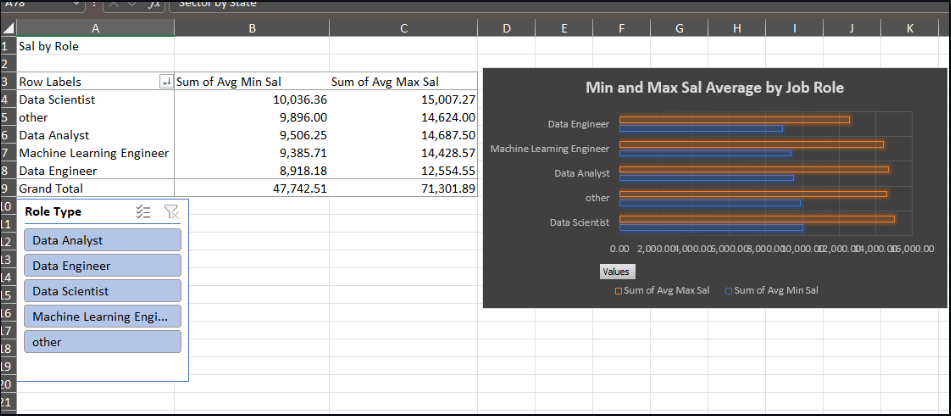 A78 fx Sector by State
A B C D E F G H I J K
1 Sal by Role
2
3 Row Labels Sum of Avg Min Sal Sum of Avg Max Sal
4 Data Scientist 10,036.36 15,007.27
5 other 9,896.00 14,624.00
6 Data Analyst 9,506.25 14,687.50
7 Machine Learning Engineer 9,385.71 14,428.57
8 Data Engineer 8,918.18 12,554.55
9 Grand Total 47,742.51 71,301.89
10
11
12
13
14
15
16
17
18
19
20
21
Role Type
Data Analyst
Data Engineer
Data Scientist
Machine Learning Engi...
other
Min and Max Sal Average by Job Role
Data Engineer
Machine Learning Engineer
Data Analyst
other
Data Scientist
0.00 2,000.00 4,000.00 6,000.00 8,000.00 10,000.00 12,000.00 14,000.00 16,000.00
Values
Sum of Avg Max Sal Sum of Avg Min Sal